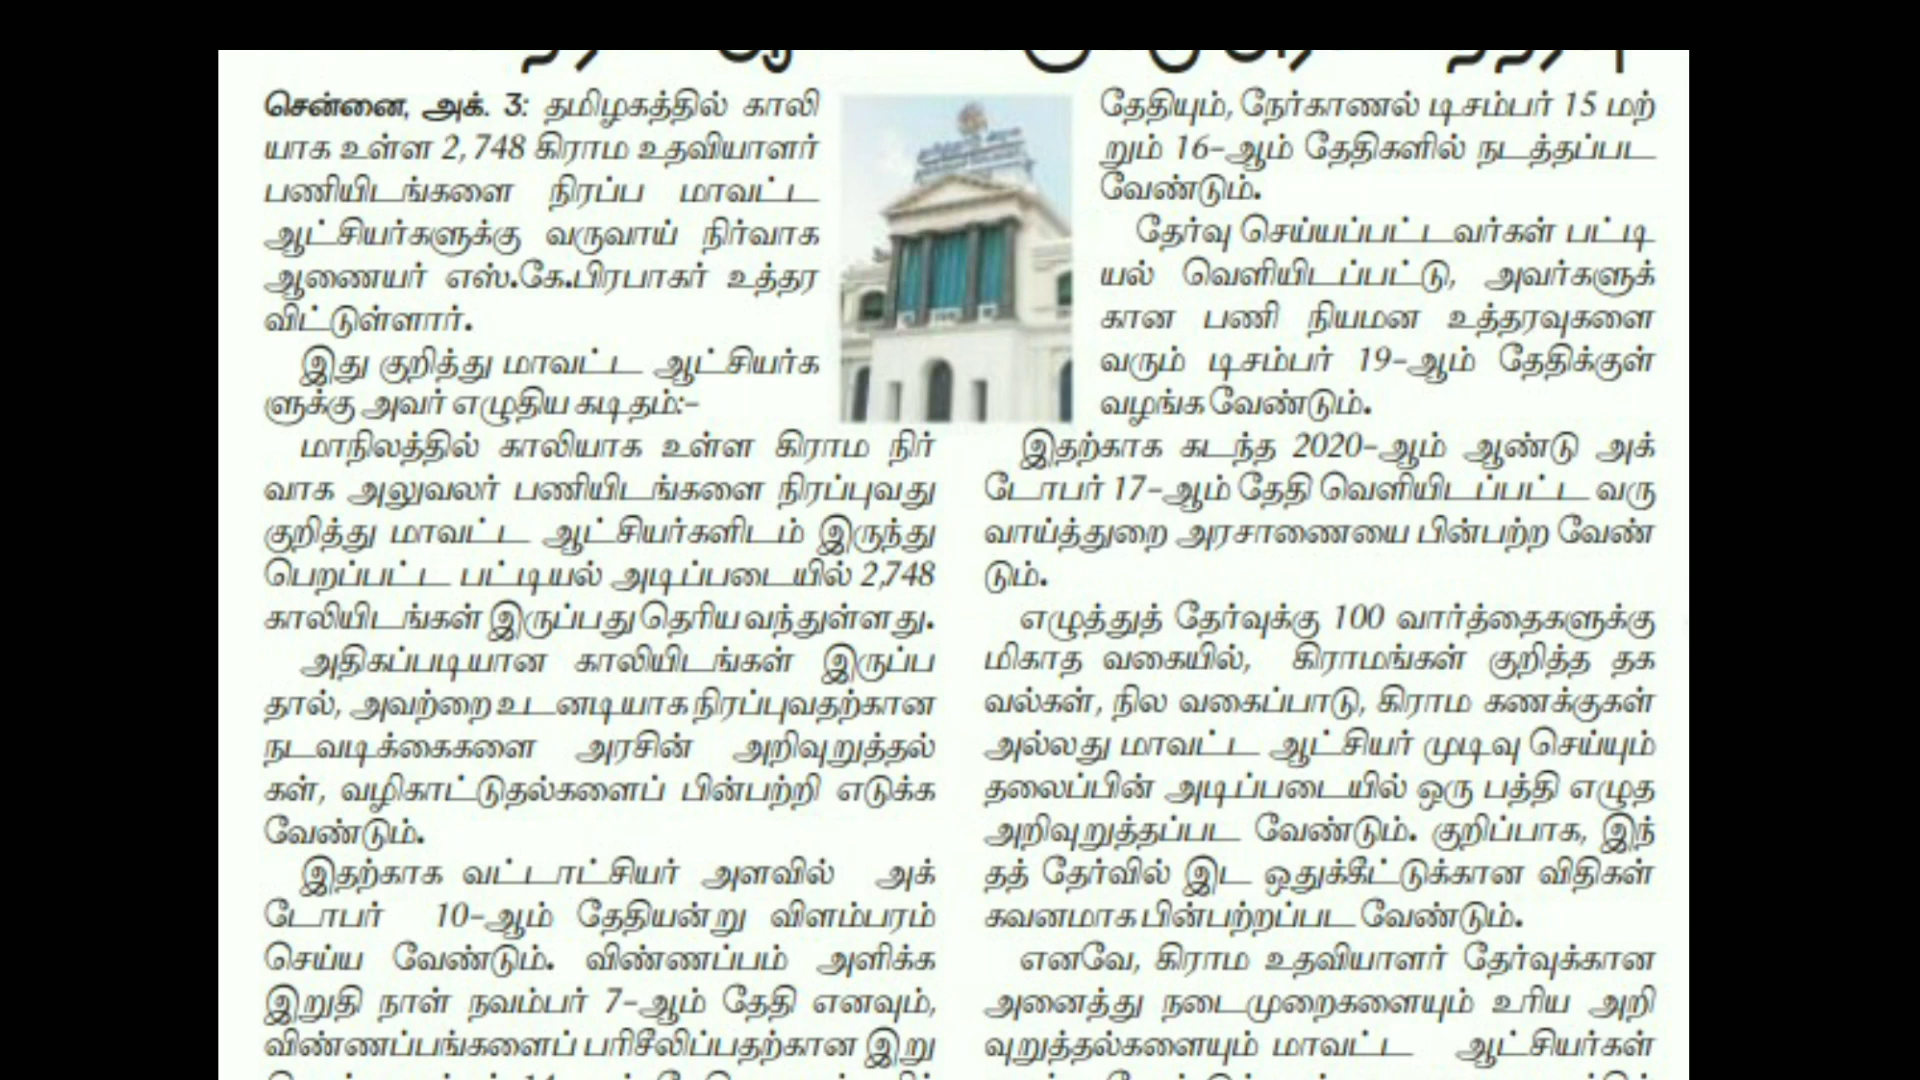 சென்னை, அக். 3: தமிழகத்தில் காலி
யாக உள்ள 2,748 கிராம உதவியாளர்
பணியிடங்களை நிரப்ப மாவட்ட
ஆட்சியர்களுக்கு வருவாய் நிர்வாக
ஆணையர் எஸ்.கே.பிரபாகர் உத்தர
விட்டுள்ளார்.
இது குறித்து மாவட்ட ஆட்சியர்க
ளுக்கு அவர் எழுதிய கடிதம்:-
மாநிலத்தில் காலியாக உள்ள கிராம நிர்
வாக அலுவலர் பணியிடங்களை நிரப்புவது
குறித்து மாவட்ட ஆட்சியர்களிடம் இருந்து
பெறப்பட்ட பட்டியல் அடிப்படையில் 2,748
காலியிடங்கள் இருப்பது தெரிய வந்துள்ளது.
அதிகப்படியான காலியிடங்கள் இருப்ப
தால், அவற்றை உடனடியாக நிரப்புவதற்கான
நடவடிக்கைகளை அரசின் அறிவுறுத்தல்
கள், வழிகாட்டுதல்களைப் பின்பற்றி எடுக்க
வேண்டும்.
இதற்காக வட்டாட்சியர் அளவில் அக்
டோபர் 10-ஆம் தேதியன்று விளம்பரம்
செய்ய வேண்டும். விண்ணப்பம் அளிக்க
இறுதி நாள் நவம்பர் 7-ஆம் தேதி எனவும்,
விண்ணப்பங்களைப் பரிசீலிப்பதற்கான இறு
தேதியும், நேர்காணல் டிசம்பர் 15 மற்
றும் 16-ஆம் தேதிகளில் நடத்தப்பட
வேண்டும்.
தேர்வு செய்யப்பட்டவர்கள் பட்டி
யல் வெளியிடப்பட்டு, அவர்களுக்
கான பணி நியமன உத்தரவுகளை
வரும் டிசம்பர் 19-ஆம் தேதிக்குள்
வழங்க வேண்டும்.
இதற்காக கடந்த 2020-ஆம் ஆண்டு அக்
டோபர் 17-ஆம் தேதி வெளியிடப்பட்ட வரு
வாய்த்துறை அரசாணையை பின்பற்ற வேண்
டும்.
எழுத்துத் தேர்வுக்கு 100 வார்த்தைகளுக்கு
மிகாத வகையில், கிராமங்கள் குறித்த தக
வல்கள், நில வகைப்பாடு, கிராம கணக்குகள்
அல்லது மாவட்ட ஆட்சியர் முடிவு செய்யும்
தலைப்பின் அடிப்படையில் ஒரு பத்தி எழுத
அறிவுறுத்தப்பட வேண்டும். குறிப்பாக, இந்
தத் தேர்வில் இட ஒதுக்கீட்டுக்கான விதிகள்
கவனமாக பின்பற்றப்பட வேண்டும்.
எனவே, கிராம உதவியாளர் தேர்வுக்கான
அனைத்து நடைமுறைகளையும் உரிய அறி
வுறுத்தல்களையும் மாவட்ட ஆட்சியர்கள்